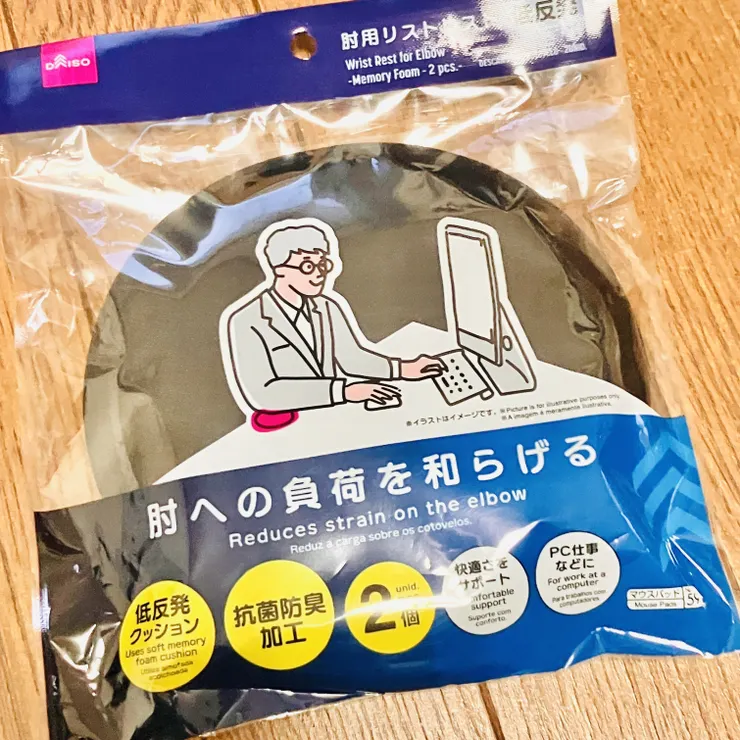 DAISO
肘用リスト
Wrist Rest for Elbow
-Memory Foam - 2 pcs.-
※イラストはイメージです。
※Picture is for illustrative purposes only.
※A imagem é meramente ilustrativa.
肘への負荷を和らげる
Reduces strain on the elbow
Reduz a carga sobre os cotovelos.
低反発
クッション
Uses soft memory
foam cushion
抗菌防臭
加工
unid.
2個
快適さを
サポート
Comfortable
support
Suporte com
conforto
PC仕事
などに
For work at a
computer
Para trabalhos com
computadores
マウスパッド
Mouse Pads